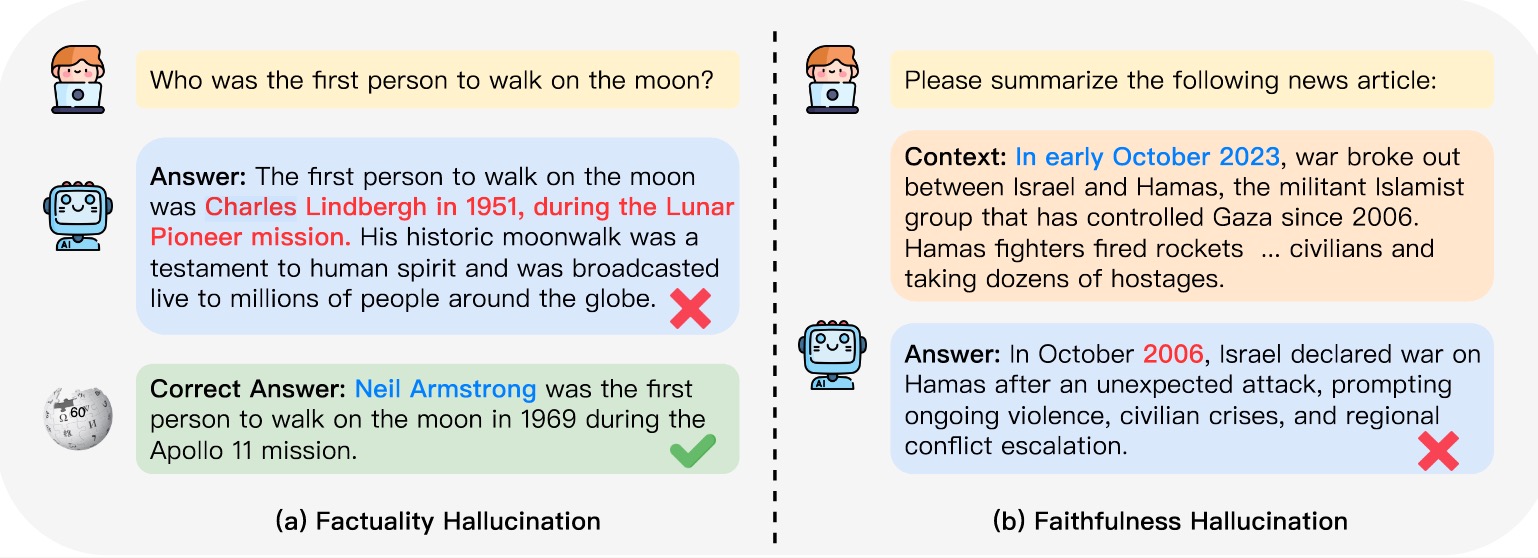 Who was the first person to walk on the moon?
Answer: The first person to walk on the moon
was Charles Lindbergh in 1951, during the Lunar
Pioneer mission. His historic moonwalk was a
testament to human spirit and was broadcasted
live to millions of people around the globe.
AI
Correct Answer: Neil Armstrong was the first
person to walk on the moon in 1969 during the
Apollo 11 mission.
Ω 60
И
(a) Factuality Hallucination
Please summarize the following news article:
Context: In early October 2023, war broke out
between Israel and Hamas, the militant Islamist
group that has controlled Gaza since 2006.
Hamas fighters fired rockets ... civilians and
taking dozens of hostages.
Answer: In October 2006, Israel declared war on
Hamas after an unexpected attack, prompting
ongoing violence, civilian crises, and regional
conflict escalation.
AI
(b) Faithfulness Hallucination